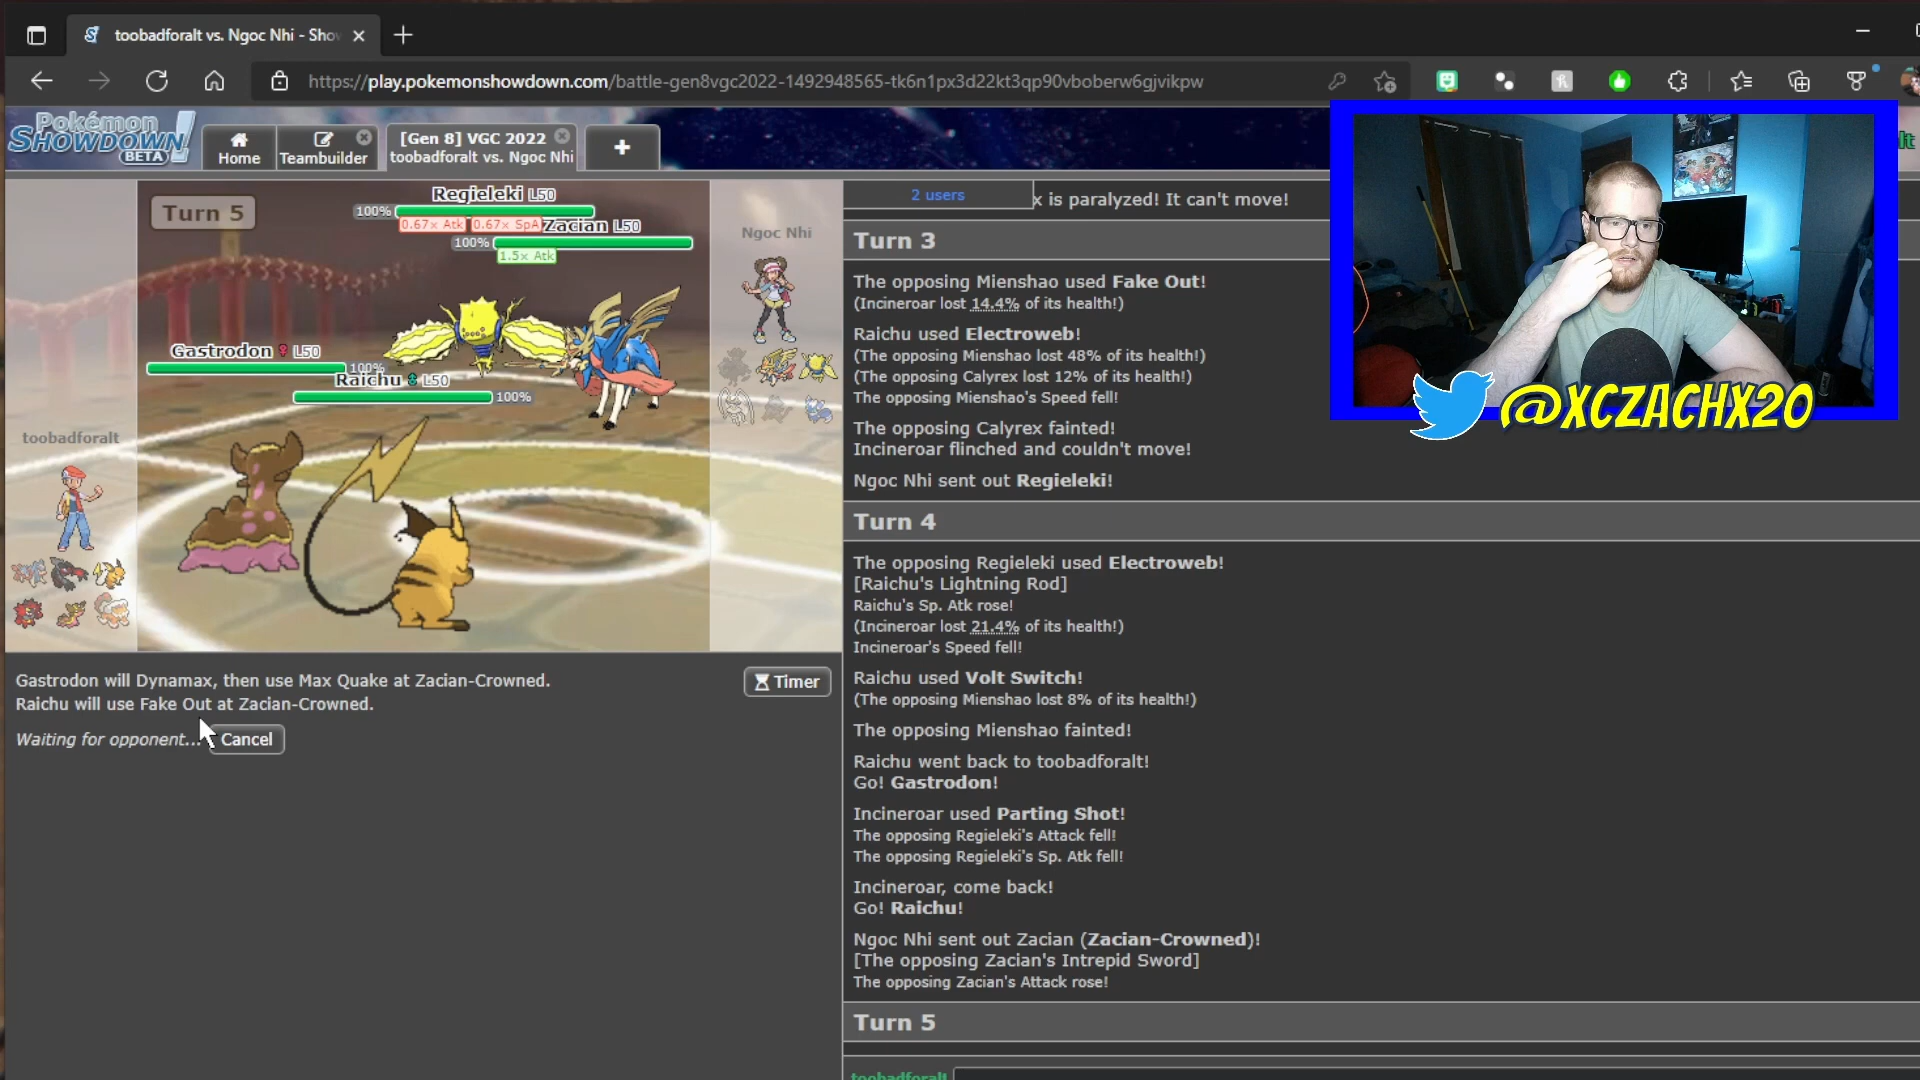 toobadforalt vs. Ngoc Nhi - Sho
https://play.pokemonshowdown.com/battle-gen8vgc2022-1492948565-tk6n1px3d22kt3qp90vboberw6gjvikpw
Pokémon
SHOWDOWN!
BETA
Home
Teambuilder
[Gen 8] VGC 2022
toobadforalt vs. Ngoc Nhi
lt
Turn 5
Regieleki L50
100%
0.67× Atk 0.67× SpA Zacian L50
100%
1.5× Atk
Ngoc Nhi
Gastrodon ♀ L50
100%
Raichu L50
100%
toobadforalt
Gastrodon will Dynamax, then use Max Quake at Zacian-Crowned.
Raichu will use Fake Out at Zacian-Crowned.
Waiting for opponent... Cancel
Timer
2 users
x is paralyzed! It can't move!
Turn 3
The opposing Mienshao used Fake Out!
(Incineroar lost 14.4% of its health!)
Raichu used Electroweb!
(The opposing Mienshao lost 48% of its health!)
(The opposing Calyrex lost 12% of its health!)
The opposing Mienshao's Speed fell!
The opposing Calyrex fainted!
Incineroar flinched and couldn't move!
Ngoc Nhi sent out Regieleki!
Turn 4
The opposing Regieleki used Electroweb!
[Raichu's Lightning Rod]
Raichu's Sp. Atk rose!
(Incineroar lost 21.4% of its health!)
Incineroar's Speed fell!
Raichu used Volt Switch!
(The opposing Mienshao lost 8% of its health!)
The opposing Mienshao fainted!
Raichu went back to toobadforalt!
Go! Gastrodon!
Incineroar used Parting Shot!
The opposing Regieleki's Attack fell!
The opposing Regieleki's Sp. Atk fell!
Incineroar, come back!
Go! Raichu!
Ngoc Nhi sent out Zacian (Zacian-Crowned)!
[The opposing Zacian's Intrepid Sword]
The opposing Zacian's Attack rose!
Turn 5
toobadforalt
@XCZACHX20